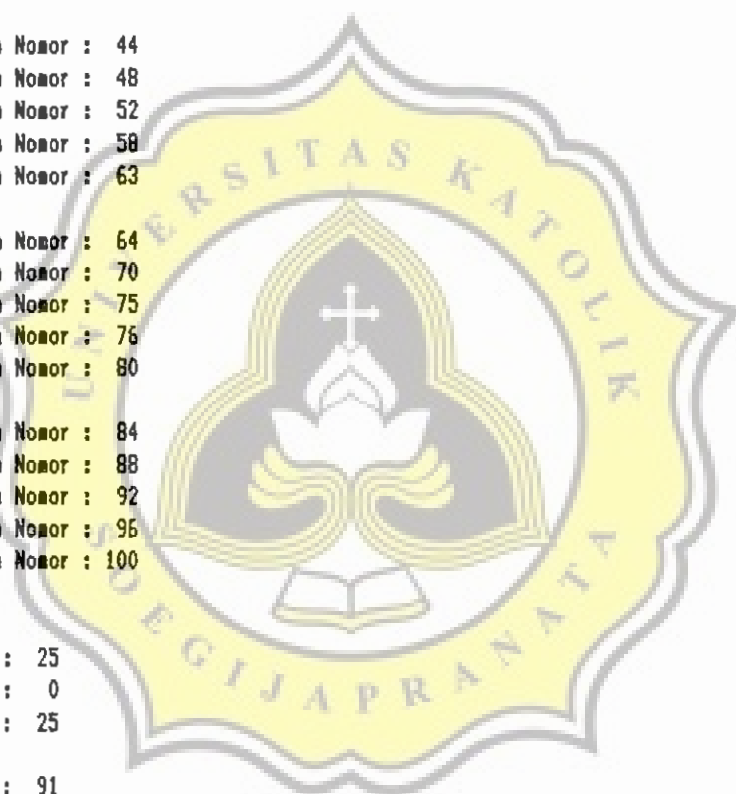 Nomor : 44
Nomor : 48
Nomor : 52
Nomor : 58
Nomor : 63
Nomor : 64
Nomor : 70
Nomor : 75
Nomor : 76
Nomor : 80
Nomor : 84
Nomor : 88
Nomor : 92
Nomor : 96
Nomor : 100
: 25
: 0
: 25
: 91
UNIVERSITAS KATOLIK
SOEGIJAPRANATA